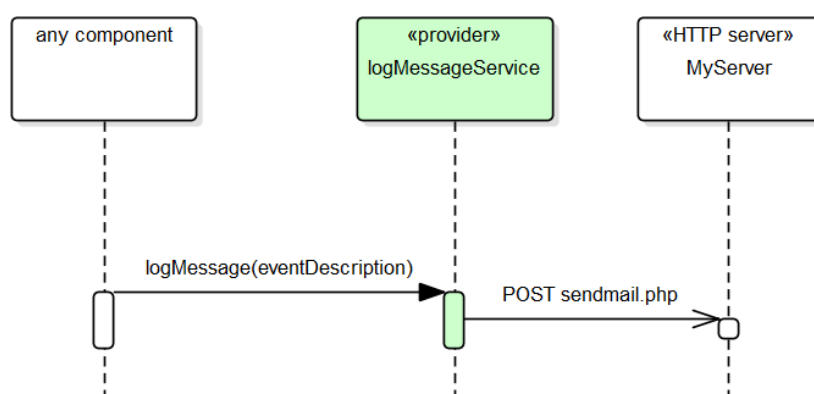 any component
«provider»
logMessageService
«HTTP server»
MyServer
logMessage(eventDescription)
POST sendmail.php